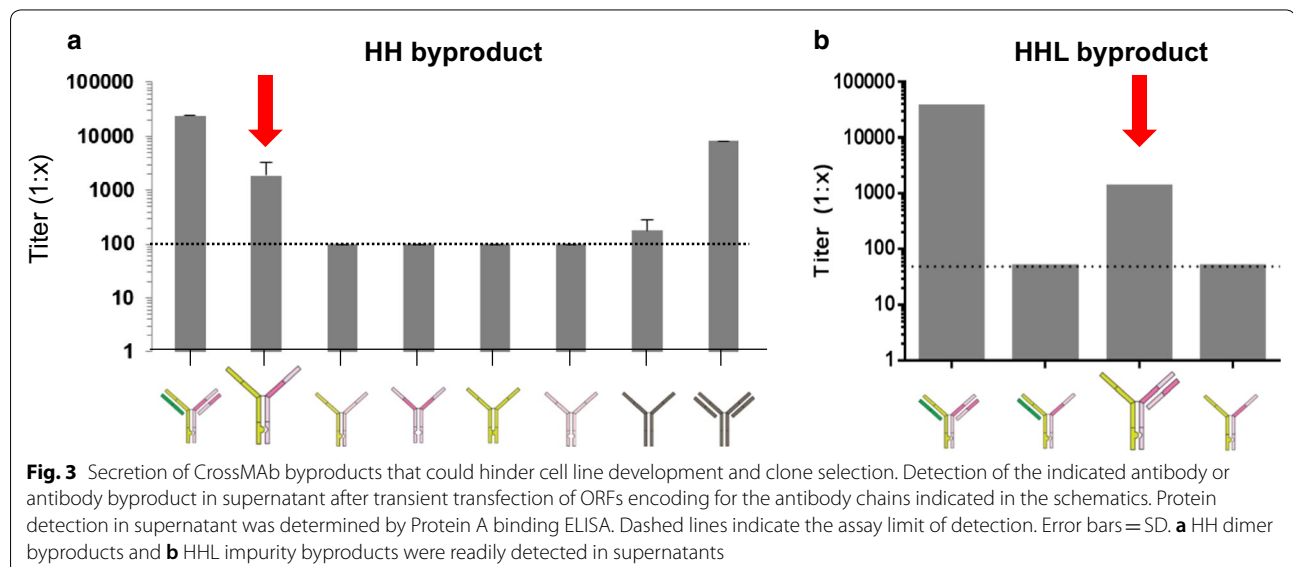 a
HH byproduct
100000
10000
1000
100
10
1
Titer (1:x)
b
HHL byproduct
100000
10000
1000
100
10
1
Titer (1:x)
Fig. 3 Secretion of CrossMAb byproducts that could hinder cell line development and clone selection. Detection of the indicated antibody or
antibody byproduct in supernatant after transient transfection of ORFs encoding for the antibody chains indicated in the schematics. Protein
detection in supernatant was determined by Protein A binding ELISA. Dashed lines indicate the assay limit of detection. Error bars = SD. a HH dimer
byproducts and b HHL impurity byproducts were readily detected in supernatants